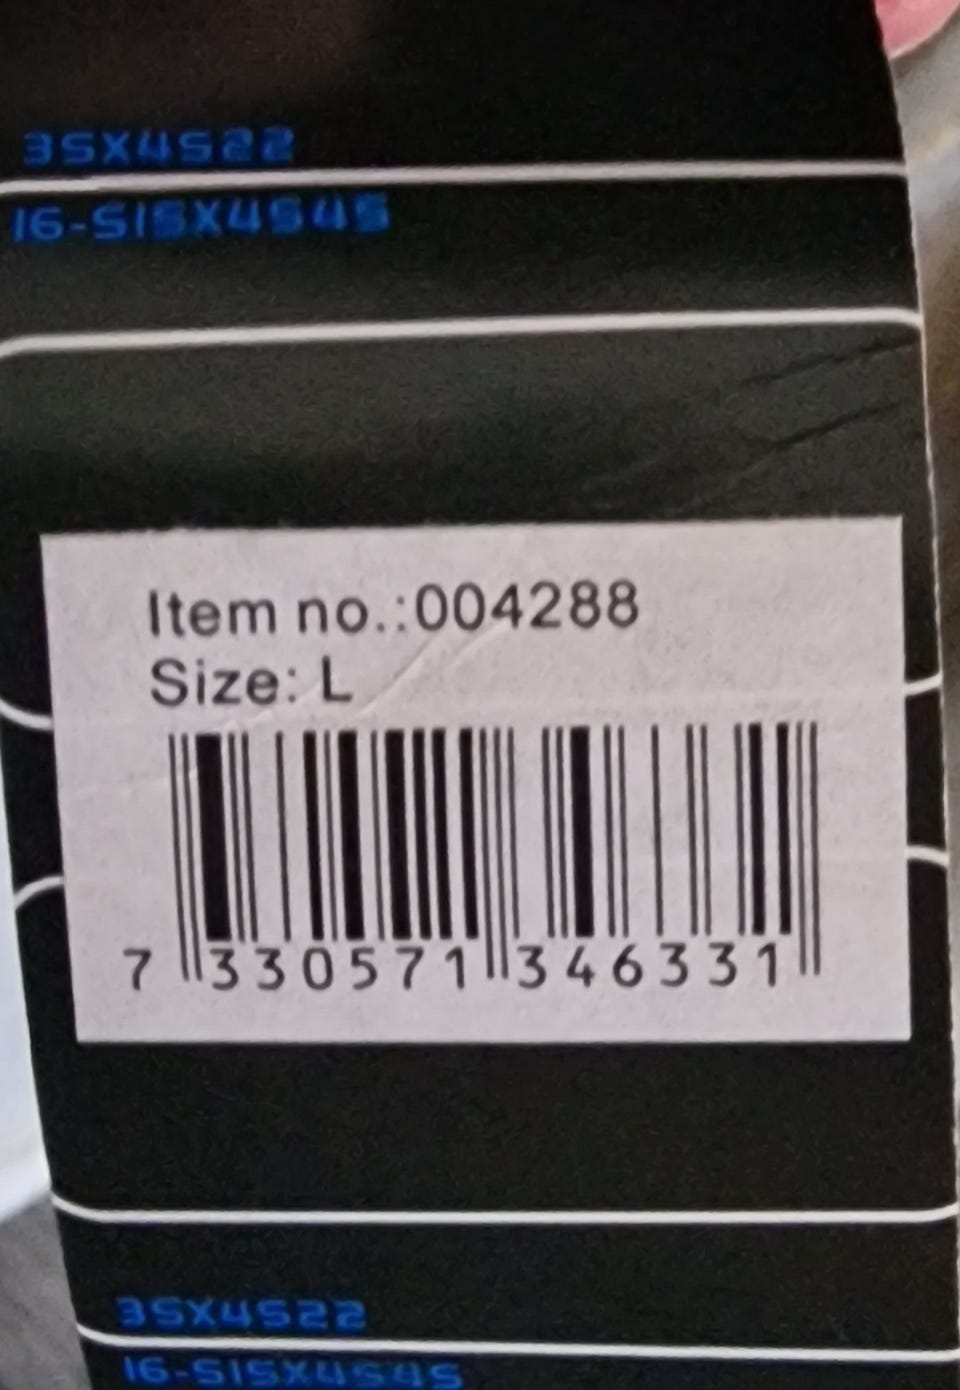 3SX4S22
16-S1SX4S4S
Item no.:004288
Size: L
7 330571 346331
3SX4S22
16-S1SX4S4S